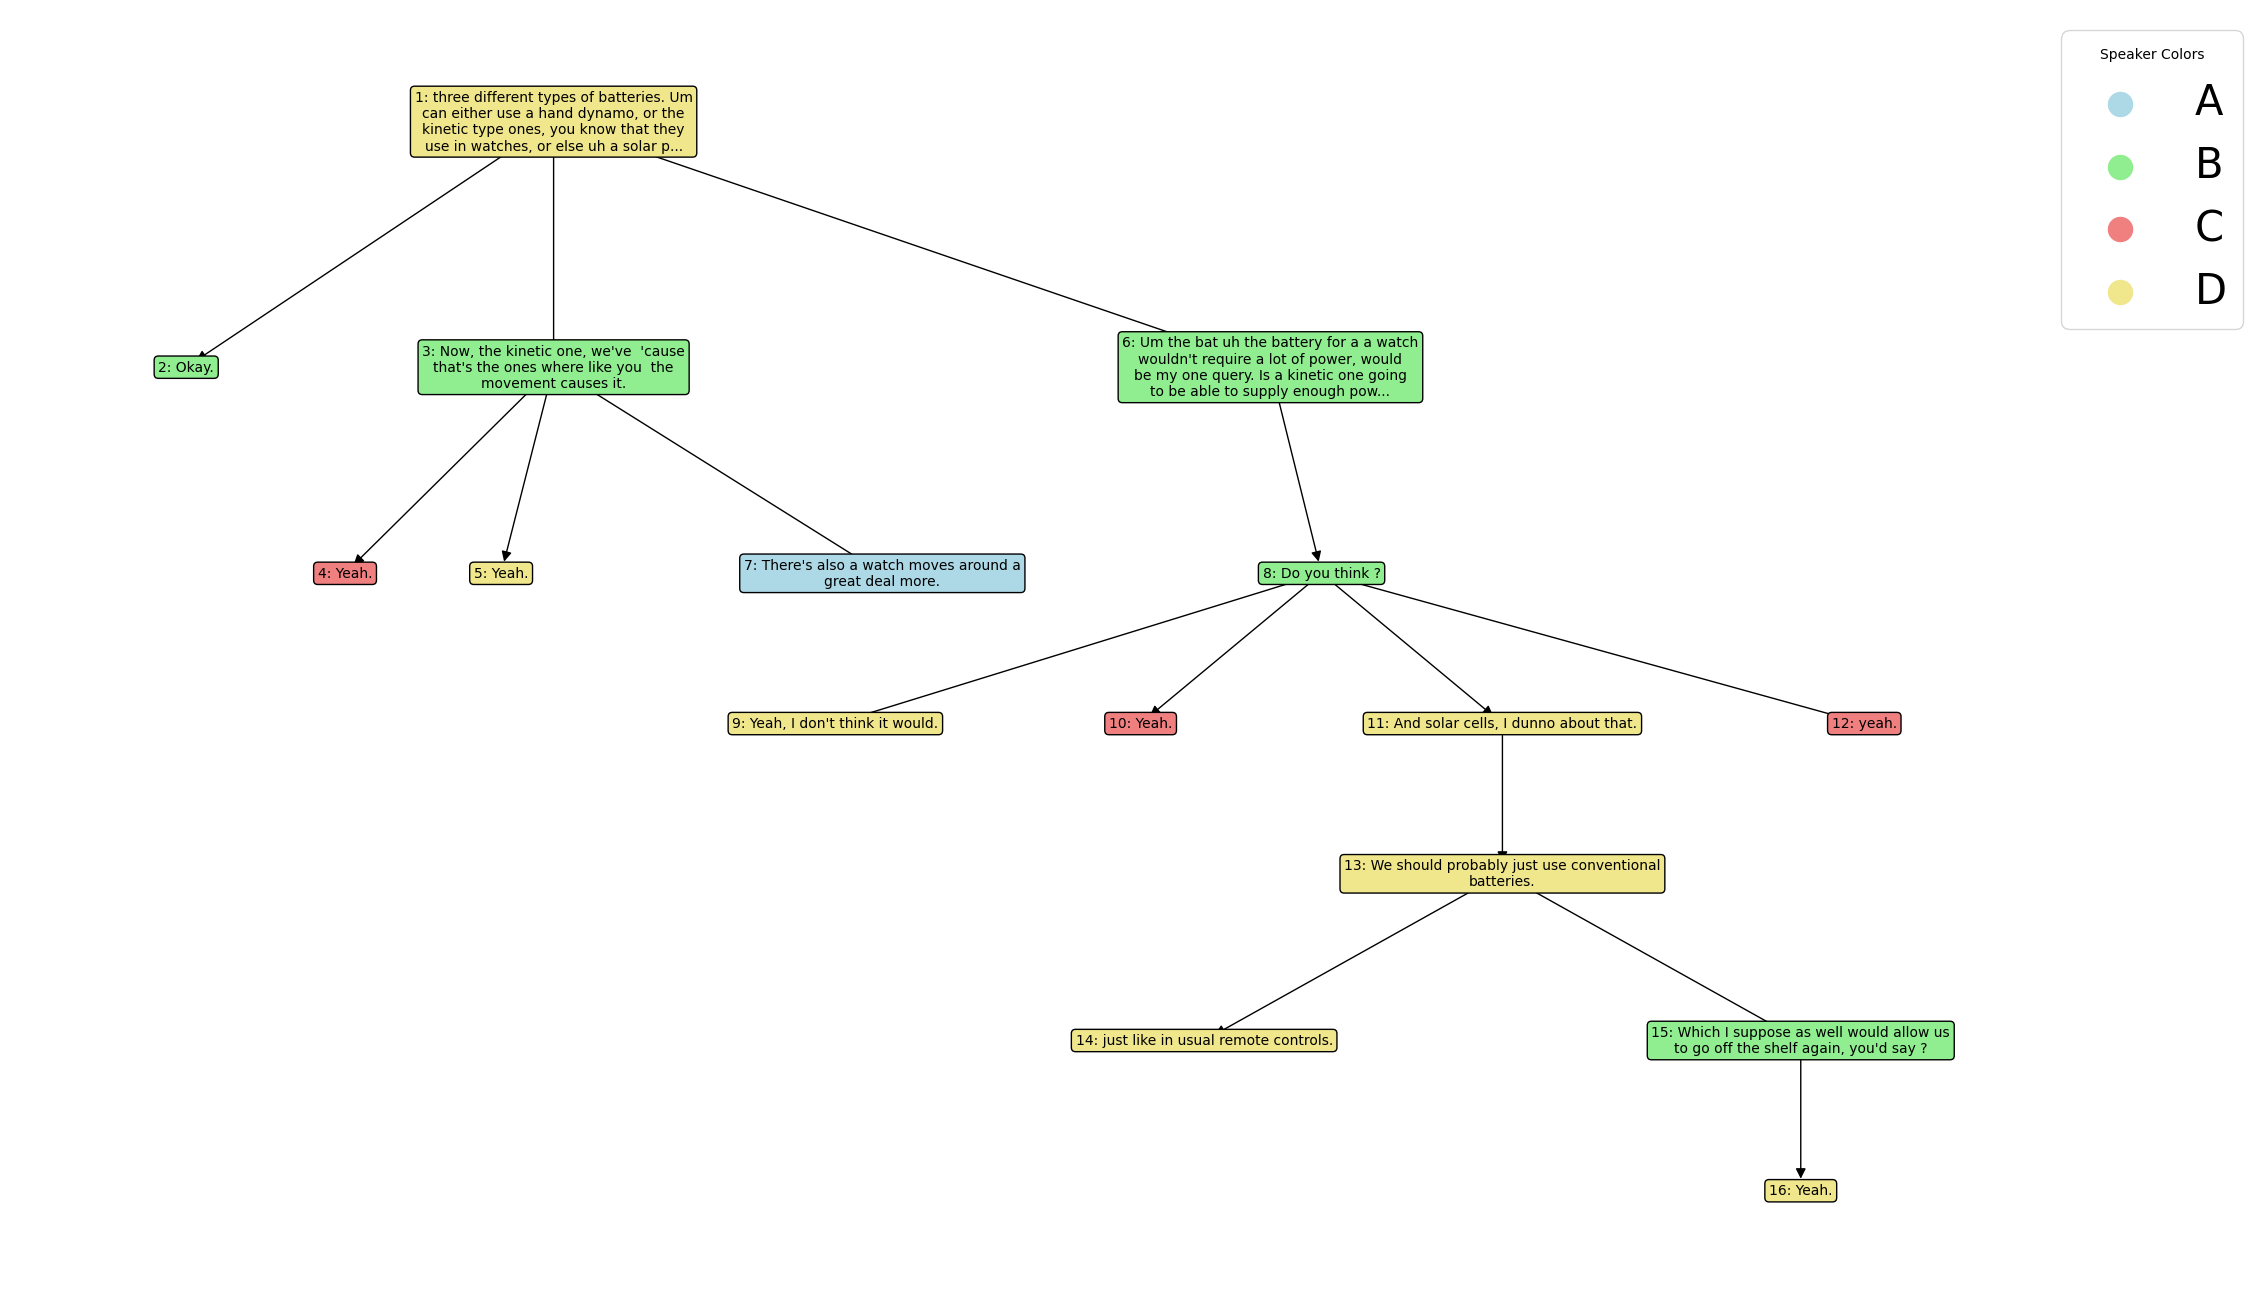 Speaker Colors
A
B
C
D
1: three different types of batteries. Um
can either use a hand dynamo, or the
kinetic type ones, you know that they
use in watches, or else uh a solar p...
2: Okay.
3: Now, the kinetic one, we've  'cause
that's the ones where like you  the
movement causes it.
6: Um the bat uh the battery for a a watch
wouldn't require a lot of power, would
be my one query. Is a kinetic one going
to be able to supply enough pow...
4: Yeah.
5: Yeah.
7: There's also a watch moves around a
great deal more.
8: Do you think ?
9: Yeah, I don't think it would.
10: Yeah.
11: And solar cells, I dunno about that.
12: yeah.
13: We should probably just use conventional
batteries.
14: just like in usual remote controls.
15: Which I suppose as well would allow us
to go off the shelf again, you'd say ?
16: Yeah.